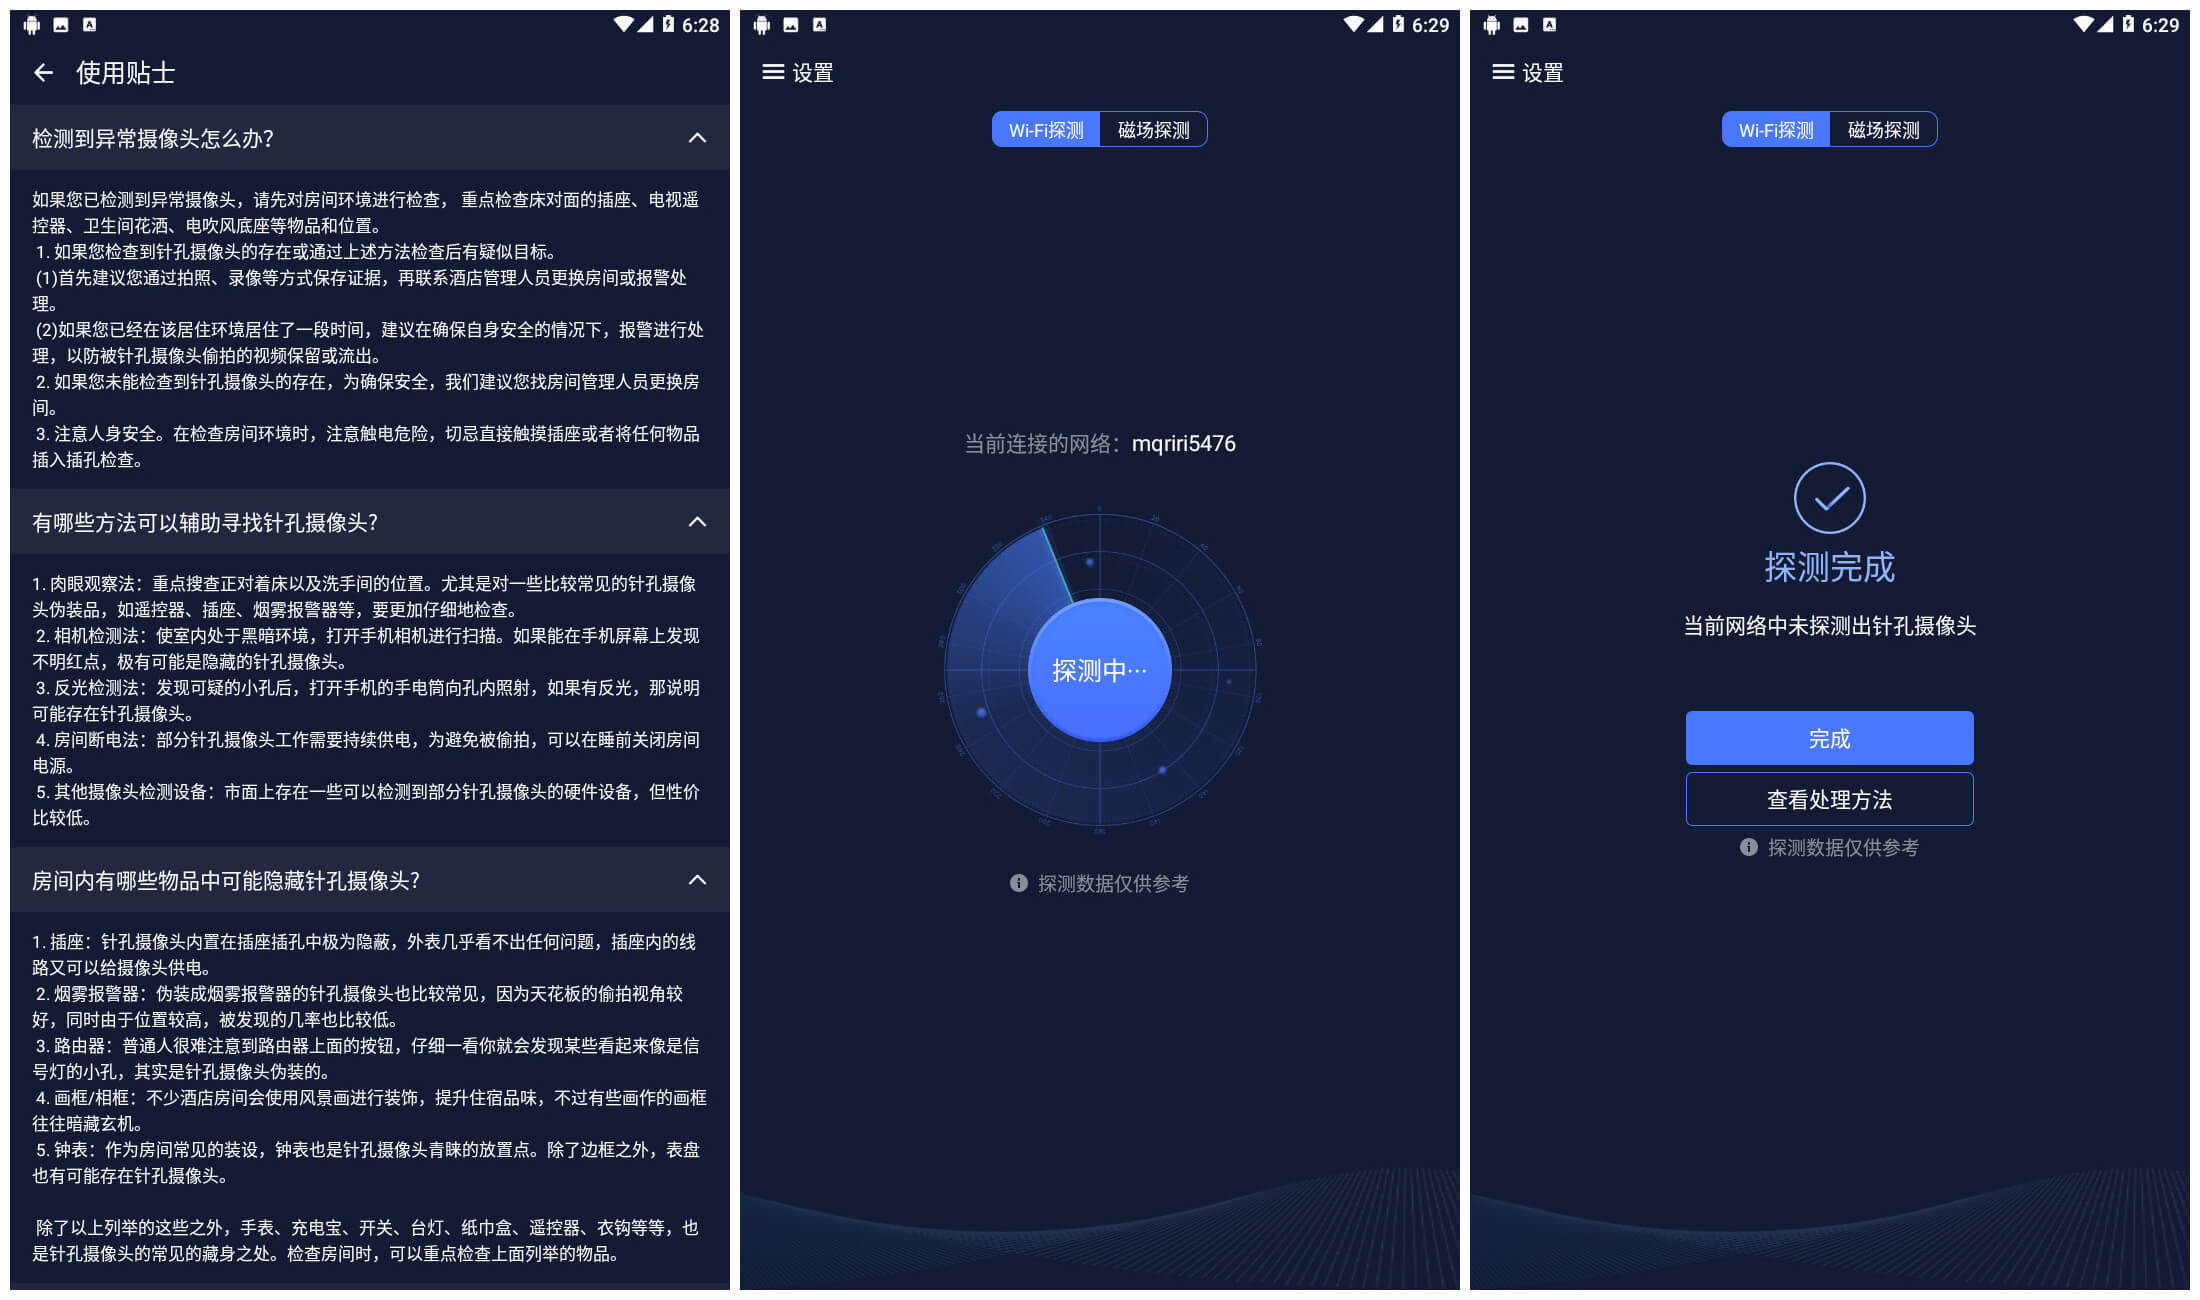 6:28
使用贴士
检测到异常摄像头怎么办?
如果您已检测到异常摄像头，请先对房间环境进行检查， 重点检查床对面的插座、电视遥
控器、卫生间花洒、电吹风底座等物品和位置。
1. 如果您检查到针孔摄像头的存在或通过上述方法检查后有疑似目标。
(1)首先建议您通过拍照、录像等方式保存证据，再联系酒店管理人员更换房间或报警处
理。
(2)如果您已经在该居住环境居住了一段时间，建议在确保自身安全的情况下，报警进行处
理，以防被针孔摄像头偷拍的视频保留或流出。
2. 如果您未能检查到针孔摄像头的存在，为确保安全，我们建议您找房间管理人员更换房
间。
3. 注意人身安全。在检查房间环境时，注意触电危险，切忌直接触摸插座或者将任何物品
插入插孔检查。
有哪些方法可以辅助寻找针孔摄像头?
1. 肉眼观察法：重点搜查正对着床以及洗手间的位置。尤其是对一些比较常见的针孔摄像
头伪装品，如遥控器、插座、烟雾报警器等，要更加仔细地检查。
2. 相机检测法：使室内处于黑暗环境，打开手机相机进行扫描。如果能在手机屏幕上发现
不明红点，极有可能是隐藏的针孔摄像头。
3. 反光检测法：发现可疑的小孔后，打开手机的手电筒向孔内照射，如果有反光，那说明
可能存在针孔摄像头。
4. 房间断电法：部分针孔摄像头工作需要持续供电，为避免被偷拍，可以在睡前关闭房间
电源。
5. 其他摄像头检测设备：市面上存在一些可以检测到部分针孔摄像头的硬件设备，但性价
比较低。
房间内有哪些物品中可能隐藏针孔摄像头?
1. 插座：针孔摄像头内置在插座插孔中极为隐蔽，外表几乎看不出任何问题，插座内的线
路又可以给摄像头供电。
2. 烟雾报警器：伪装成烟雾报警器的针孔摄像头也比较常见，因为天花板的偷拍视角较
好，同时由于位置较高，被发现的几率也比较低。
3. 路由器：普通人很难注意到路由器上面的按钮，仔细一看你就会发现某些看起来像是信
号灯的小孔，其实是针孔摄像头伪装的。
4. 画框/相框：不少酒店房间会使用风景画进行装饰，提升住宿品味，不过有些画作的画框
往往暗藏玄机。
5. 钟表：作为房间常见的装设，钟表也是针孔摄像头青睐的放置点。除了边框之外，表盘
也有可能存在针孔摄像头。
除了以上列举的这些之外，手表、充电宝、开关、台灯、纸巾盒、遥控器、衣钩等等，也
是针孔摄像头的常见的藏身之处。检查房间时，可以重点检查上面列举的物品。
6:29
设置
Wi-Fi探测 磁场探测
当前连接的网络：mqriri5476
探测中···
探测数据仅供参考
6:29
设置
Wi-Fi探测 磁场探测
探测完成
当前网络中未探测出针孔摄像头
完成
查看处理方法
探测数据仅供参考